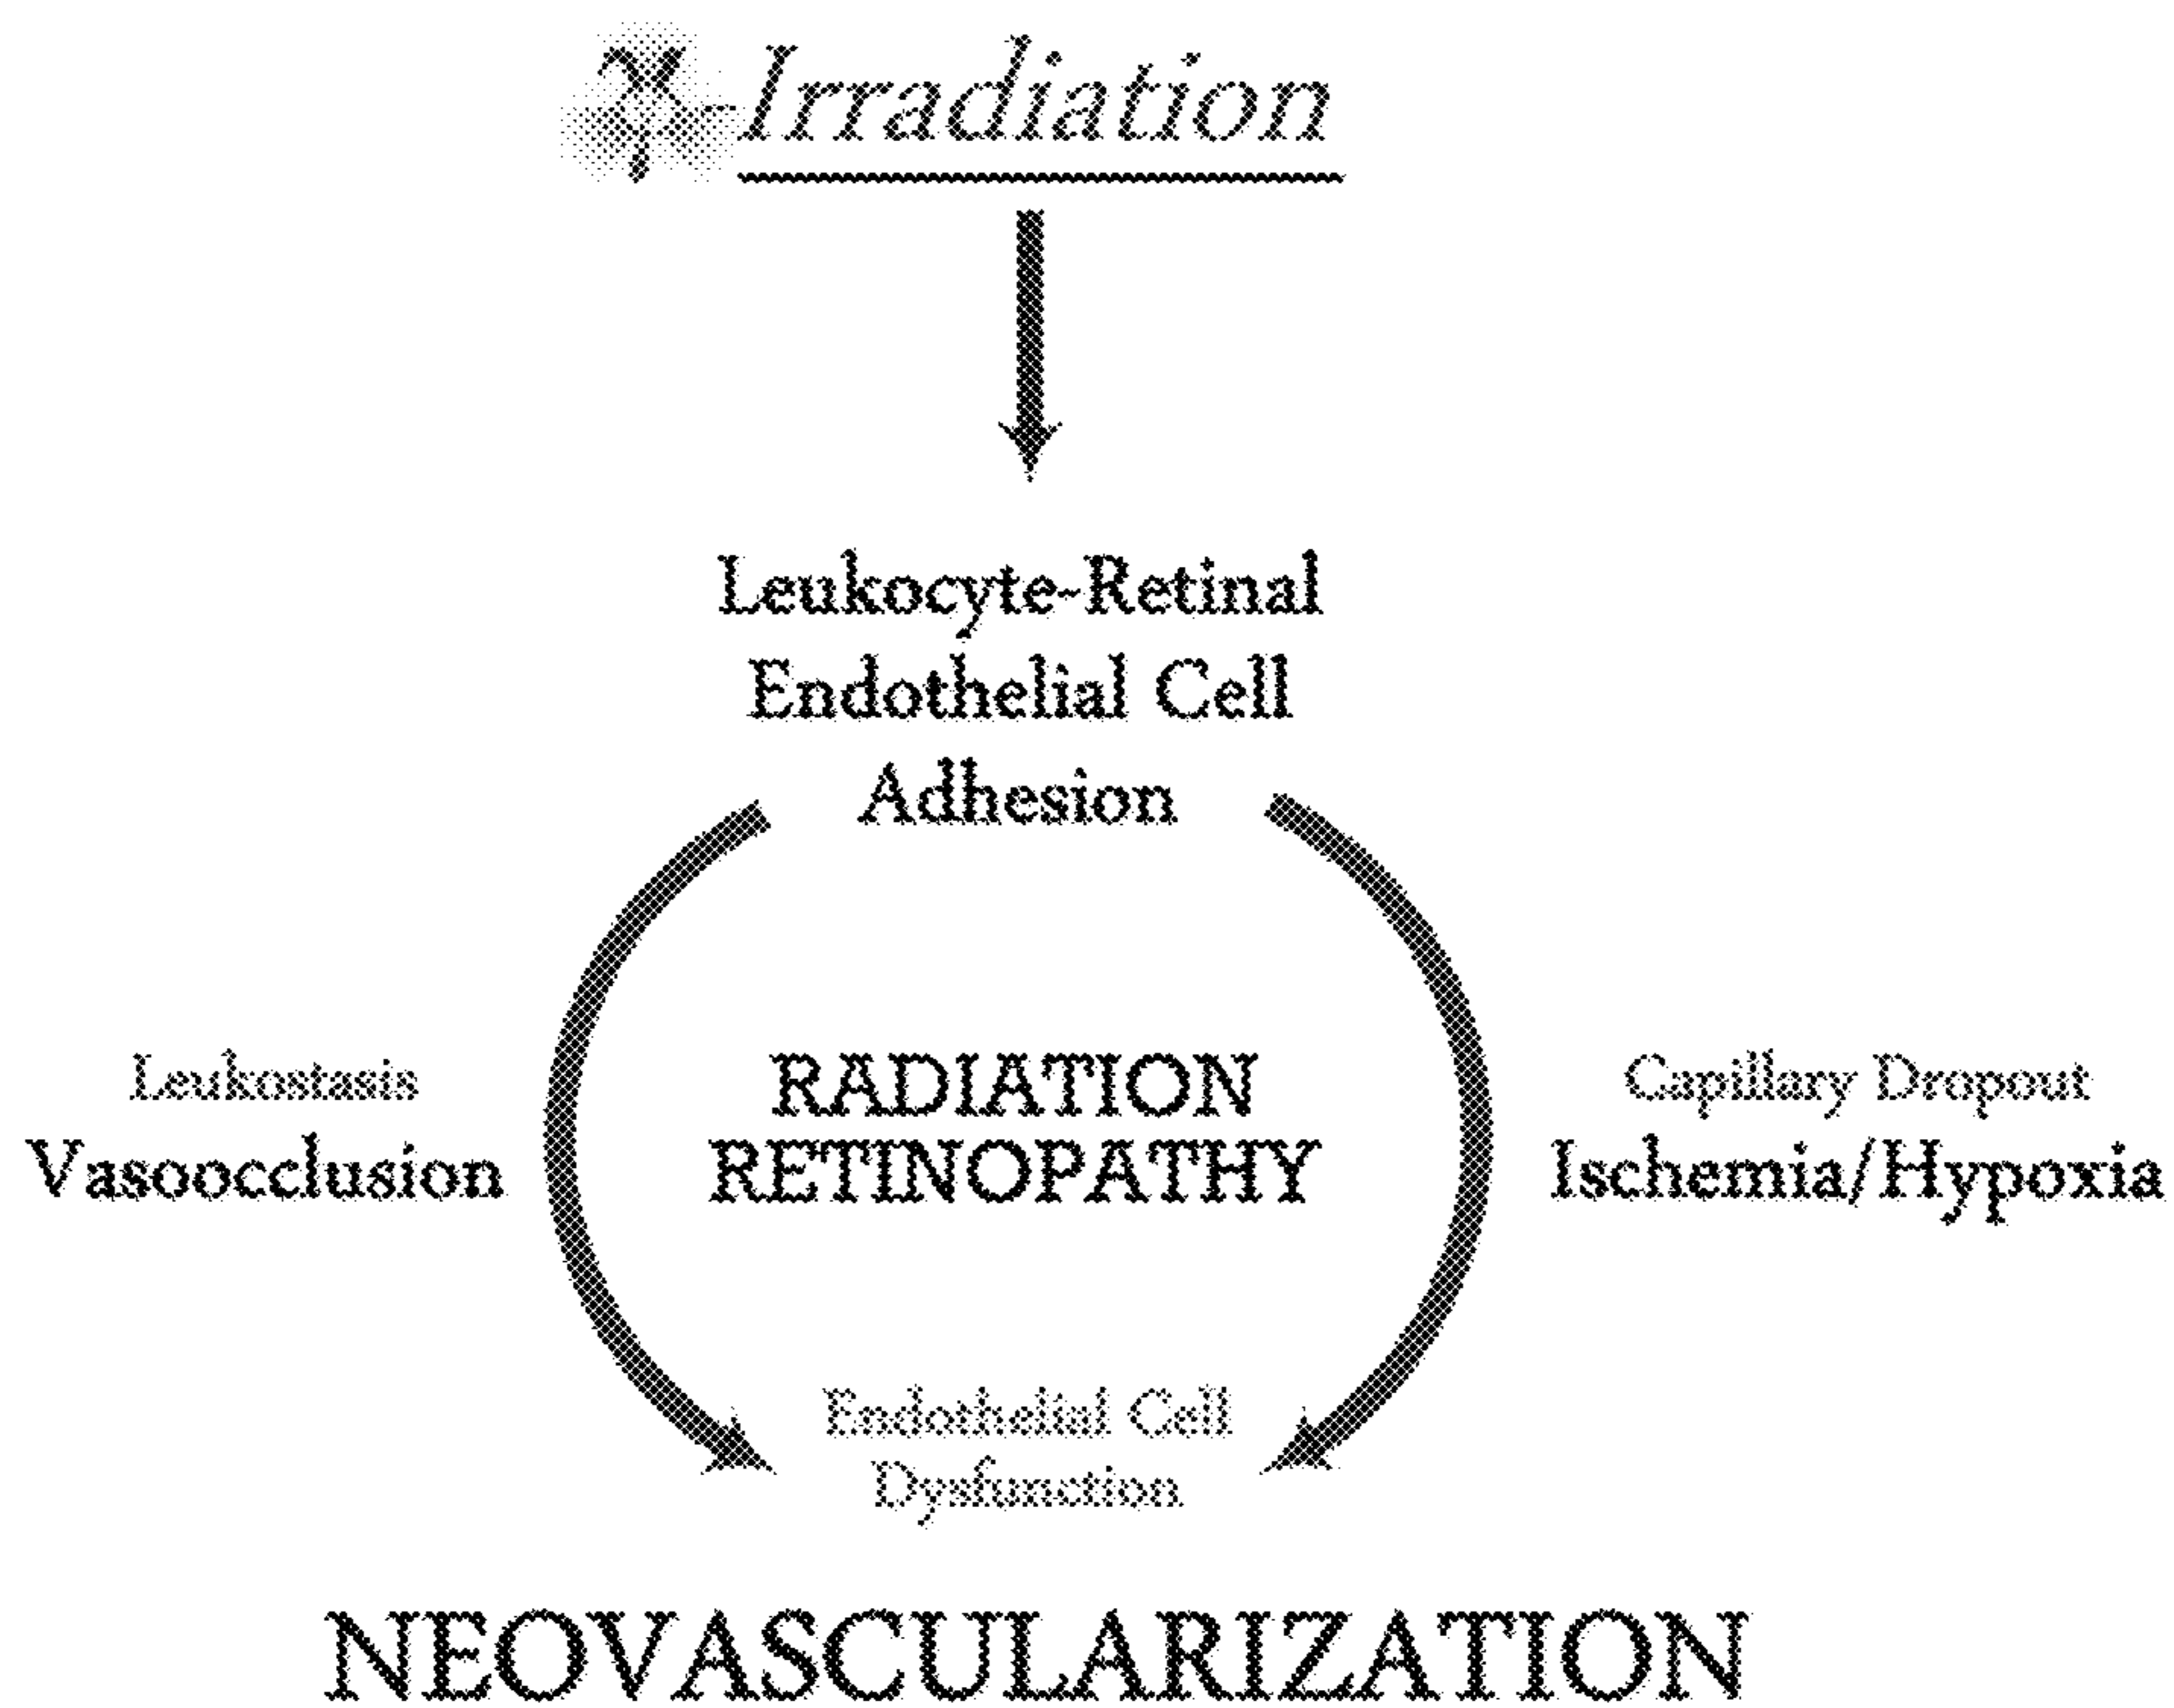 γ-Irradiation
Leukocyte-Retinal
Endothelial Cell
Adhesion
Leukostasis
Vasoocclusion
RADIATION
RETINOPATHY
Capillary Dropout
Ischemia/Hypoxia
Endothelial Cell
Dysfunction
NEOVASCULARIZATION